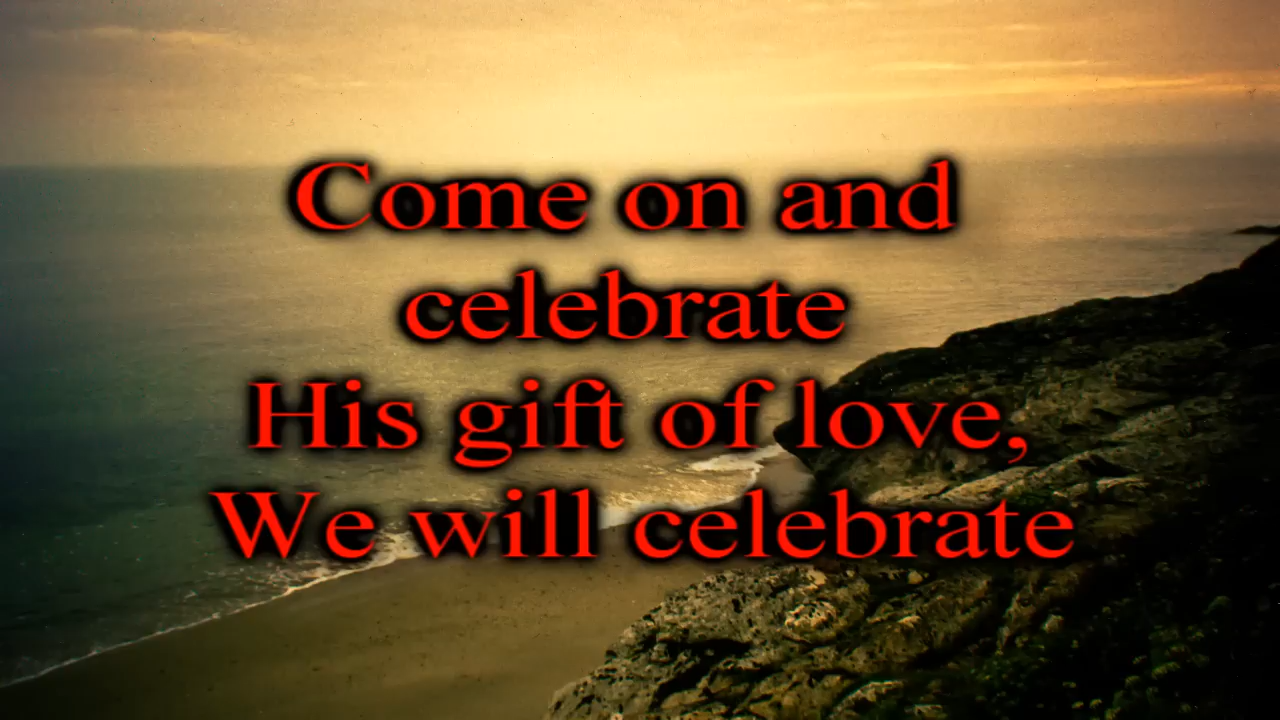 Come on and
celebrate
His gift of love,
We will celebrate